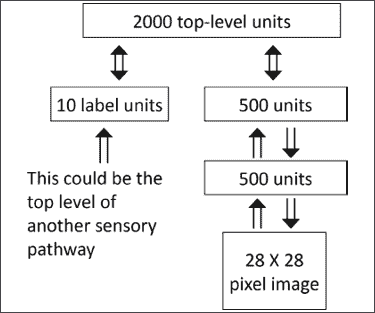 2000 top-level units
10 label units
500 units
500 units
This could be the
top level of
another sensory
pathway
28 X 28
pixel image